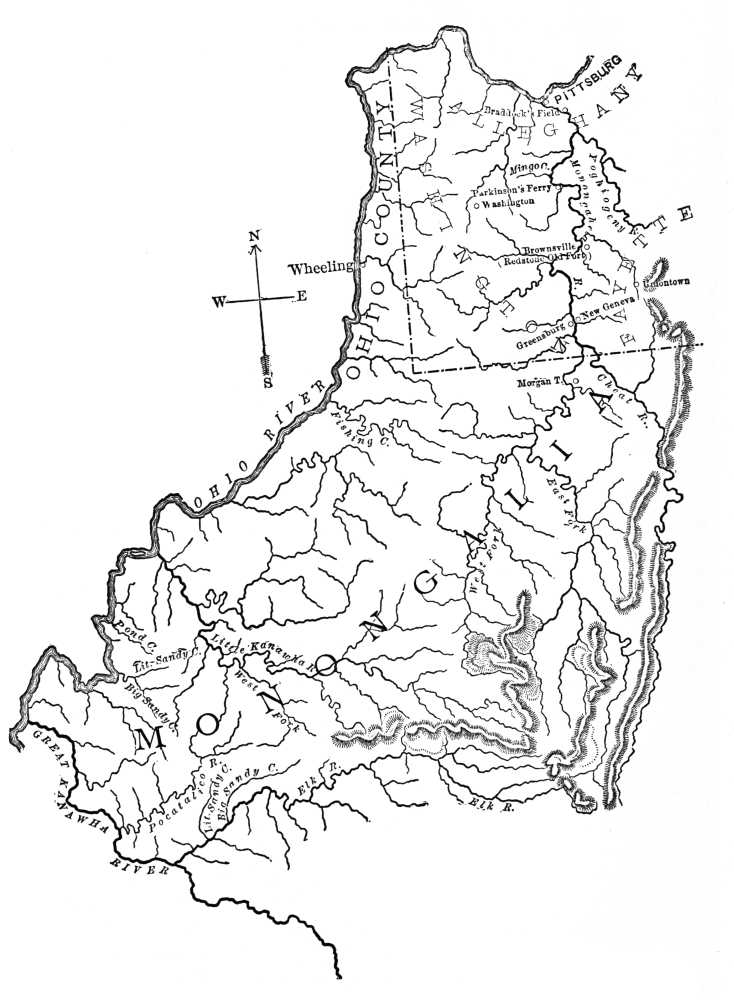 PITTSBURG
ALLEGHANY
Braddock's Field
WASHINGTON
Mingo C.
Parkinson's Ferry
Washington
Monongahela
R.
Yoghiogeny R.
Brownsville
(Redstone Old Fort)
FAYETTE
Uniontown
GREENE
New Geneva
Greensburg
OHIO COUNTY
Wheeling
N
W E
S
Morgan T.
Cheat R.
OHIO RIVER
Fishing C.
East Fork
West Fork
MONONGALIA
Pond C.
Lit. Sandy C.
Little Kanawha R.
Big Sandy C.
West Fork
GREAT KANAWHA RIVER
Pocatalico R.
Lit. Sandy C.
Big Sandy C.
Elk R.
Elk R.